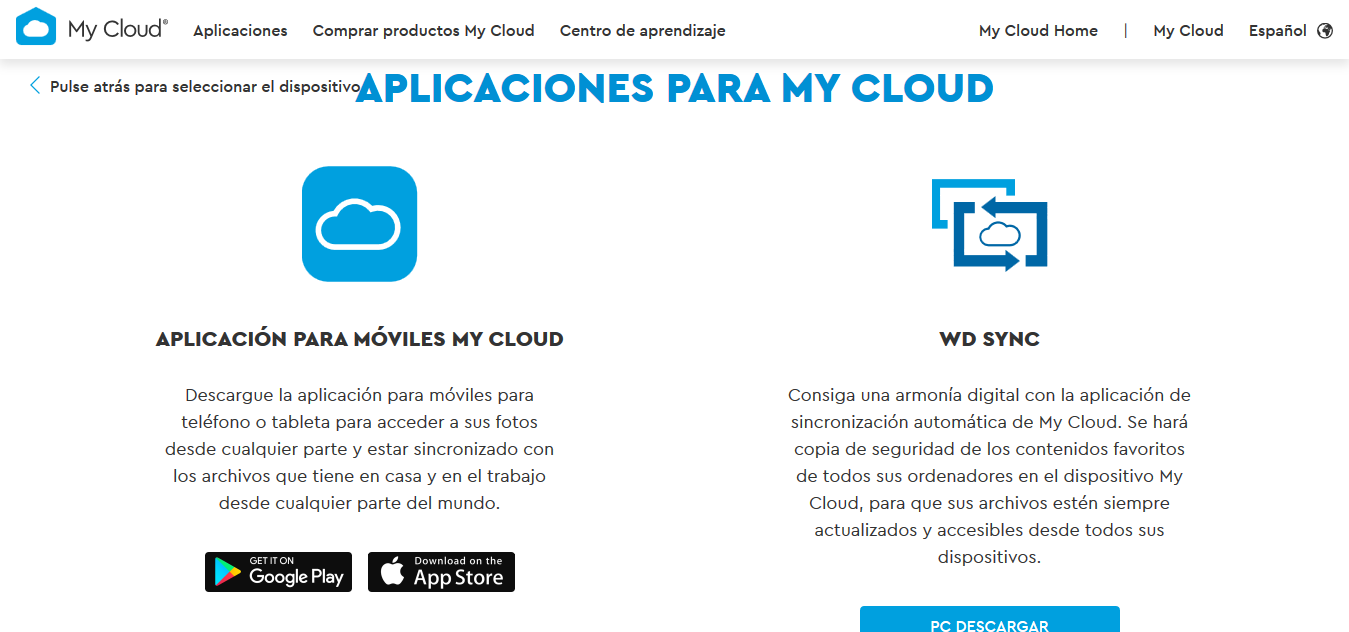 My Cloud® Aplicaciones Comprar productos My Cloud Centro de aprendizaje My Cloud Home | My Cloud Español
Pulse atrás para seleccionar el dispositivo
APLICACIONES PARA MY CLOUD
APLICACIÓN PARA MÓVILES MY CLOUD
Descargue la aplicación para móviles para
teléfono o tableta para acceder a sus fotos
desde cualquier parte y estar sincronizado con
los archivos que tiene en casa y en el trabajo
desde cualquier parte del mundo.
GET IT ON
Google Play
Download on the
App Store
WD SYNC
Consiga una armonía digital con la aplicación de
sincronización automática de My Cloud. Se hará
copia de seguridad de los contenidos favoritos
de todos sus ordenadores en el dispositivo My
Cloud, para que sus archivos estén siempre
actualizados y accesibles desde todos sus
dispositivos.
PC DESCARGAR